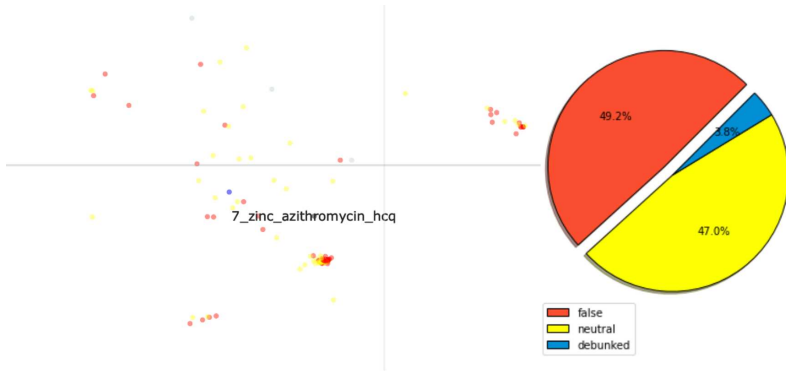 49.2%
3.8%
47.0%
7_zinc_azithromycin_hcq
false
neutral
debunked